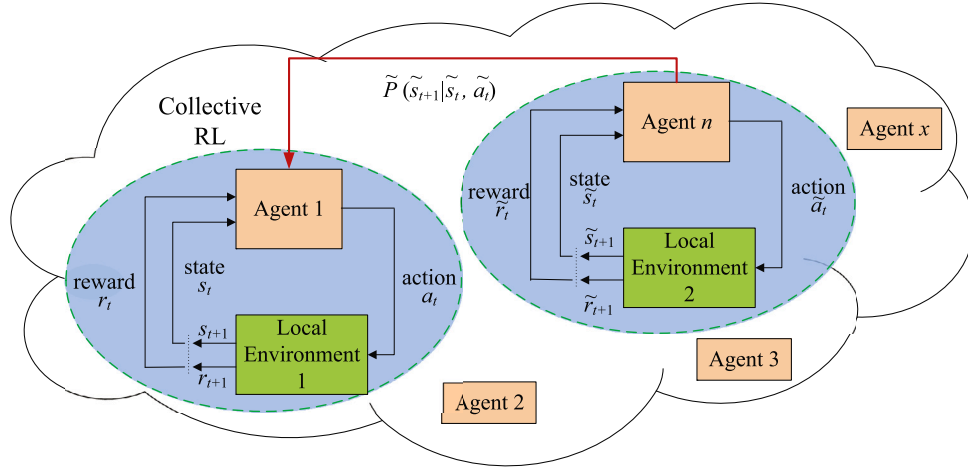 P̃ (s̃ₜ₊₁|s̃ₜ, ãₜ)
Collective
RL
Agent n
Agent x
reward
r̃ₜ
state
s̃ₜ
action
ãₜ
s̃ₜ₊₁
r̃ₜ₊₁
Local
Environment
2
Agent 1
reward
rₜ
state
sₜ
action
aₜ
sₜ₊₁
rₜ₊₁
Local
Environment
1
Agent 3
Agent 2